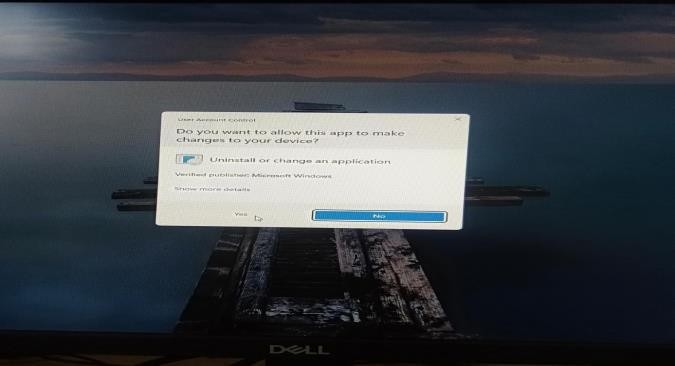 User Account Control
Do you want to allow this app to make
changes to your device?
Uninstall or change an application
Verified publisher: Microsoft Windows
Show more details
Yes
No
DELL